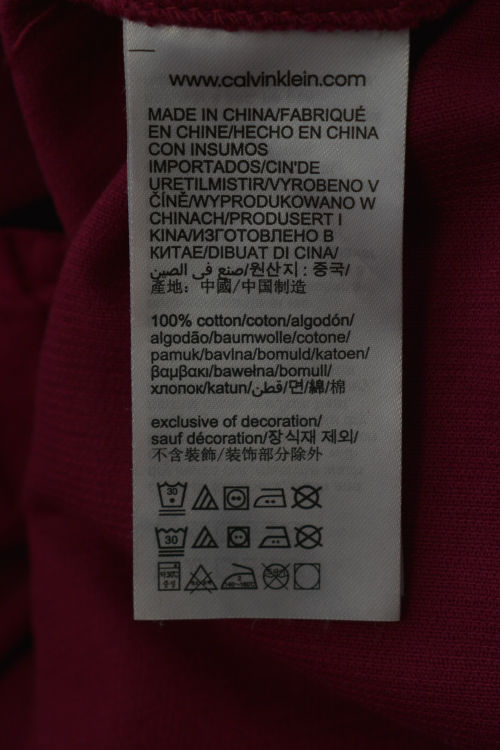 www.calvinklein.com
MADE IN CHINA/FABRIQUÉ
EN CHINE/HECHO EN CHINA
CON INSUMOS
IMPORTADOS/CIN'DE
URETILMISTIR/VYROBENO V
ČÍNĚ/WYPRODUKOWANO W
CHINACH/PRODUSERT I
KINA/ИЗГОТОВЛЕНО В
КИТАЕ/DIBUAT DI CINA/
صنع في الصين/원산지 : 중국/
產地: 中國/中国制造
100% cotton/coton/algodón/
algodão/baumwolle/cotone/
pamuk/bavlna/bomuld/katoen/
βαμβακι/bawełna/bomull/
хлопок/katun/قطن/면/綿/棉
exclusive of decoration/
sauf décoration/장식재 제외/
不含裝飾/装饰部分除外
30
30